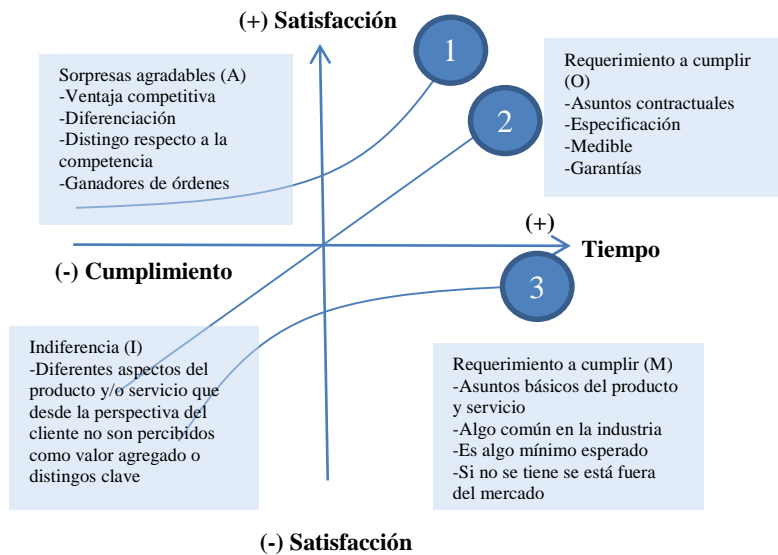 (+) Satisfacción
1
Sorpresas agradables (A)
-Ventaja competitiva
-Diferenciación
-Distingo respecto a la
competencia
-Ganadores de órdenes
2
Requerimiento a cumplir
(O)
-Asuntos contractuales
-Especificación
-Medible
-Garantías
(+)
Tiempo
(-) Cumplimiento
3
Indiferencia (I)
-Diferentes aspectos del
producto y/o servicio que
desde la perspectiva del
cliente no son percibidos
como valor agregado o
distingos clave
Requerimiento a cumplir (M)
-Asuntos básicos del producto
y servicio
-Algo común en la industria
-Es algo mínimo esperado
-Si no se tiene se está fuera
del mercado
(-) Satisfacción